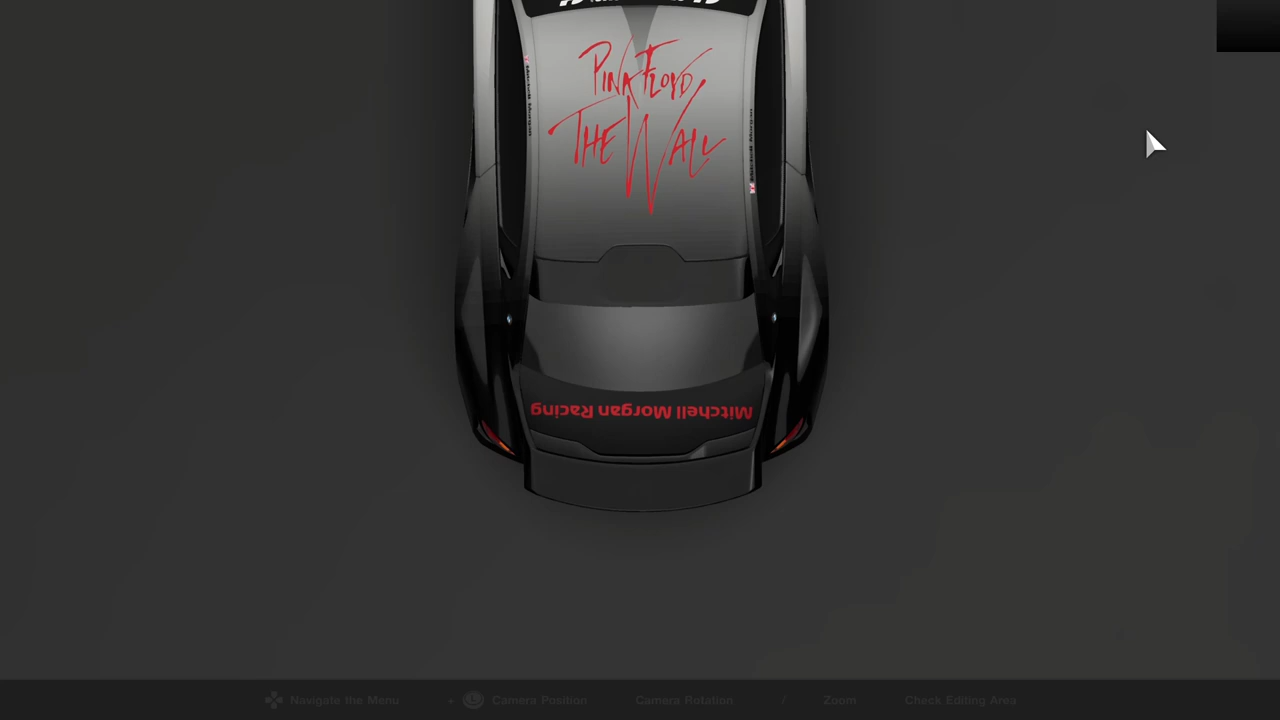 PINK FLOYD
THE WALL
Mitchell Morgan Racing
Navigate the Menu
Camera Position
Camera Rotation
/
Zoom
Check Editing Area